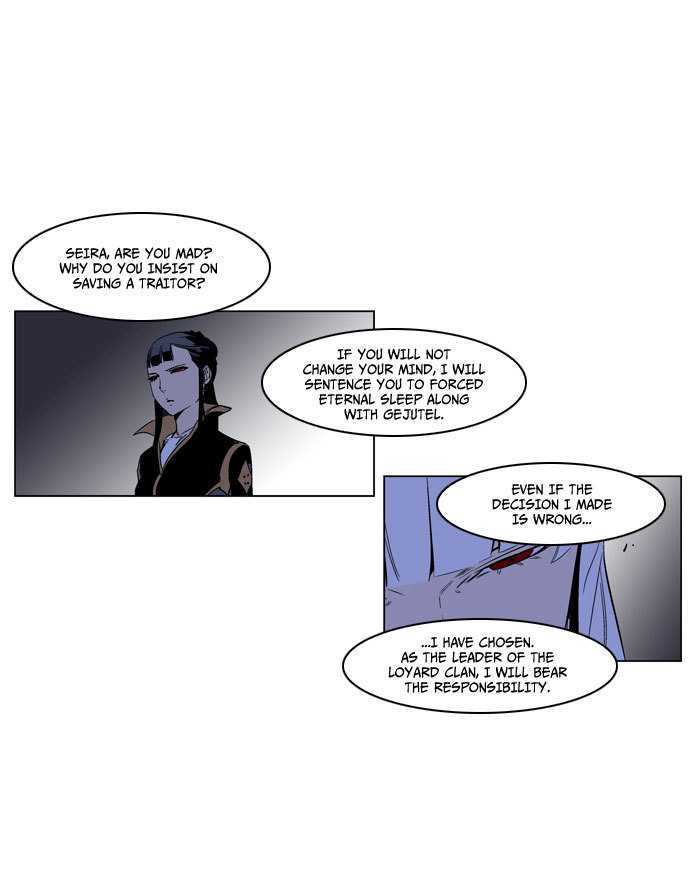 SEIRA, ARE YOU MAD?
WHY DO YOU INSIST ON
SAVING A TRAITOR?
IF YOU WILL NOT
CHANGE YOUR MIND, I WILL
SENTENCE YOU TO FORCED
ETERNAL SLEEP ALONG
WITH GEJUTEL.
EVEN IF THE
DECISION I MADE
IS WRONG...
...I HAVE CHOSEN.
AS THE LEADER OF THE
LOYARD CLAN, I WILL BEAR
THE RESPONSIBILITY.